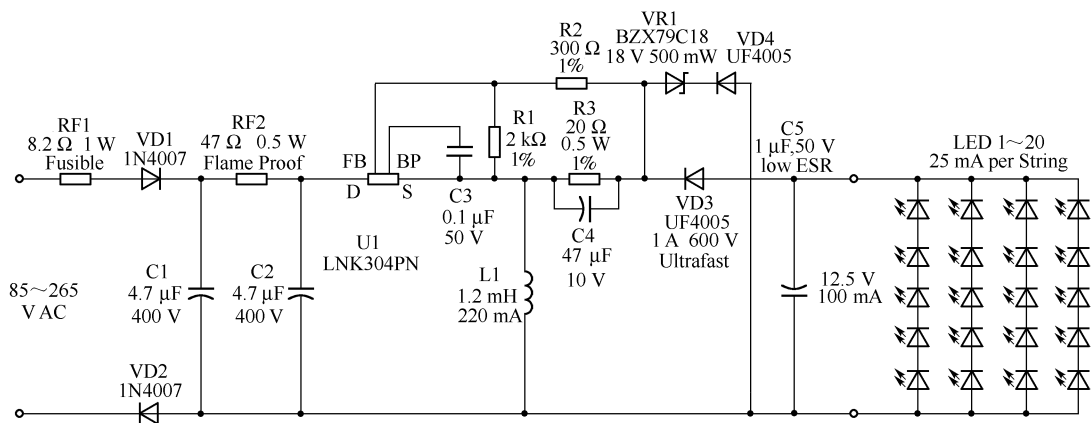 RF1
8.2 Ω 1 W
Fusible
VD1
1N4007
RF2
47 Ω 0.5 W
Flame Proof
FB
BP
D
S
U1
LNK304PN
C3
0.1 μF
50 V
R1
2 kΩ
1%
R2
300 Ω
1%
R3
20 Ω
0.5 W
1%
C4
47 μF
10 V
VR1
BZX79C18
18 V 500 mW
VD4
UF4005
VD3
UF4005
1 A 600 V
Ultrafast
C5
1 μF,50 V
low ESR
LED 1~20
25 mA per String
85~265
V AC
C1
4.7 μF
400 V
C2
4.7 μF
400 V
L1
1.2 mH
220 mA
12.5 V
100 mA
VD2
1N4007